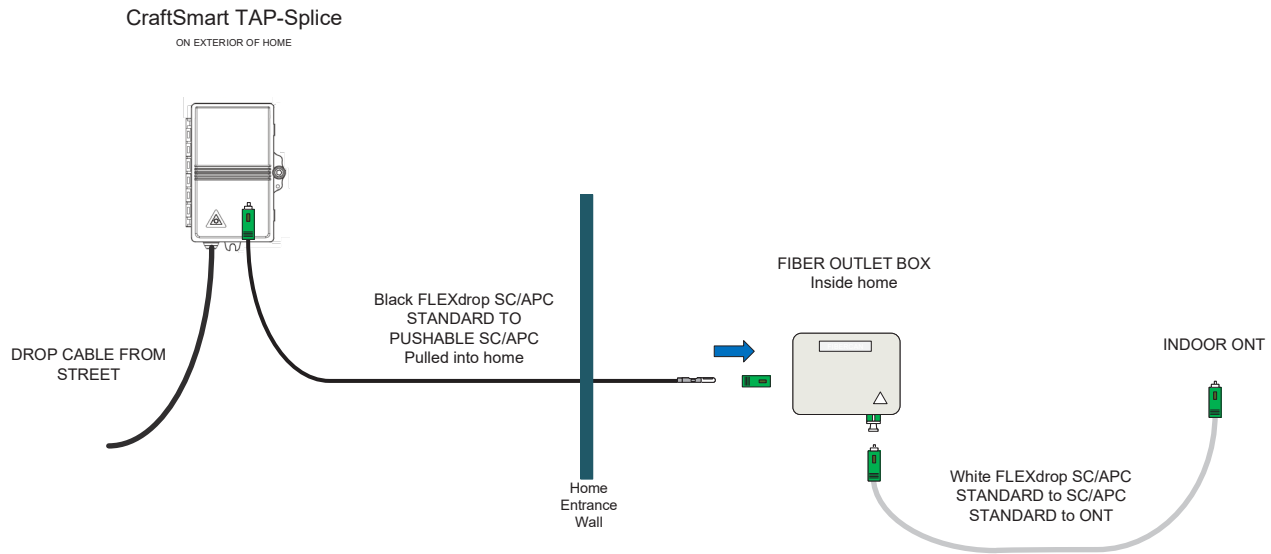 CraftSmart TAP-Splice
ON EXTERIOR OF HOME
DROP CABLE FROM
STREET
Black FLEXdrop SC/APC
STANDARD TO
PUSHABLE SC/APC
Pulled into home
Home
Entrance
Wall
FIBER OUTLET BOX
Inside home
White FLEXdrop SC/APC
STANDARD to SC/APC
STANDARD to ONT
INDOOR ONT